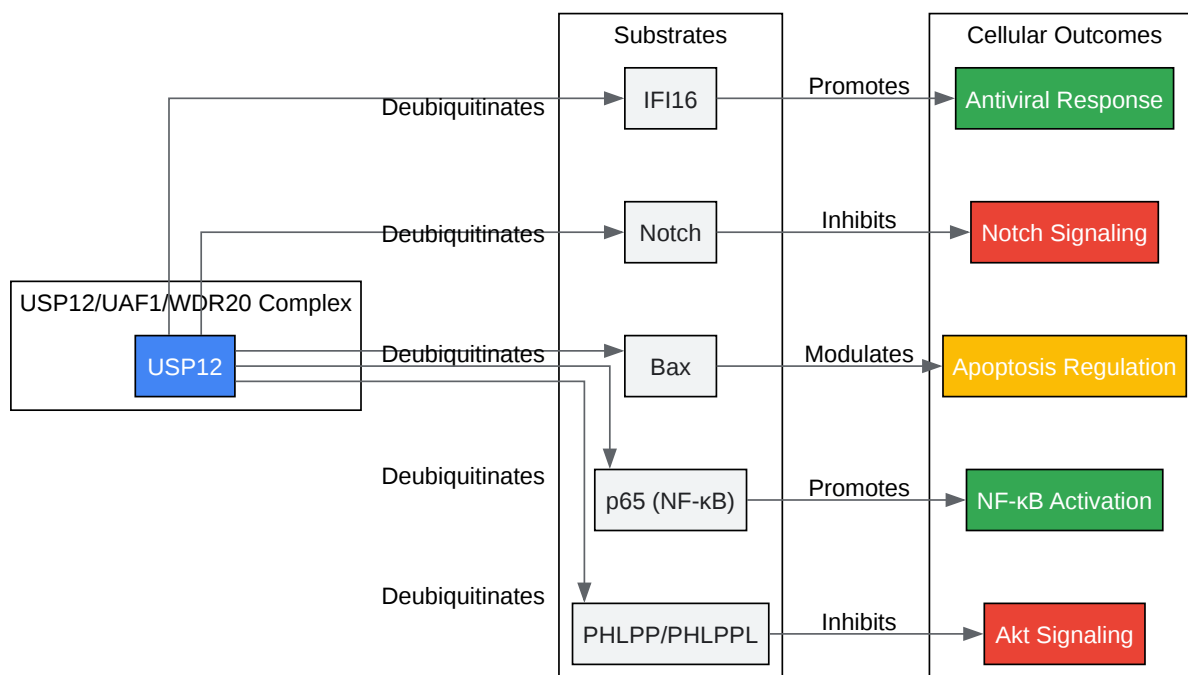 Substrates
Cellular Outcomes
Deubiquitinates
IFI16
Promotes
Antiviral Response
Deubiquitinates
Notch
Inhibits
Notch Signaling
USP12/UAF1/WDR20 Complex
USP12
Deubiquitinates
Bax
Modulates
Apoptosis Regulation
Deubiquitinates
p65 (NF-κB)
Promotes
NF-κB Activation
Deubiquitinates
PHLPP/PHLPPL
Inhibits
Akt Signaling